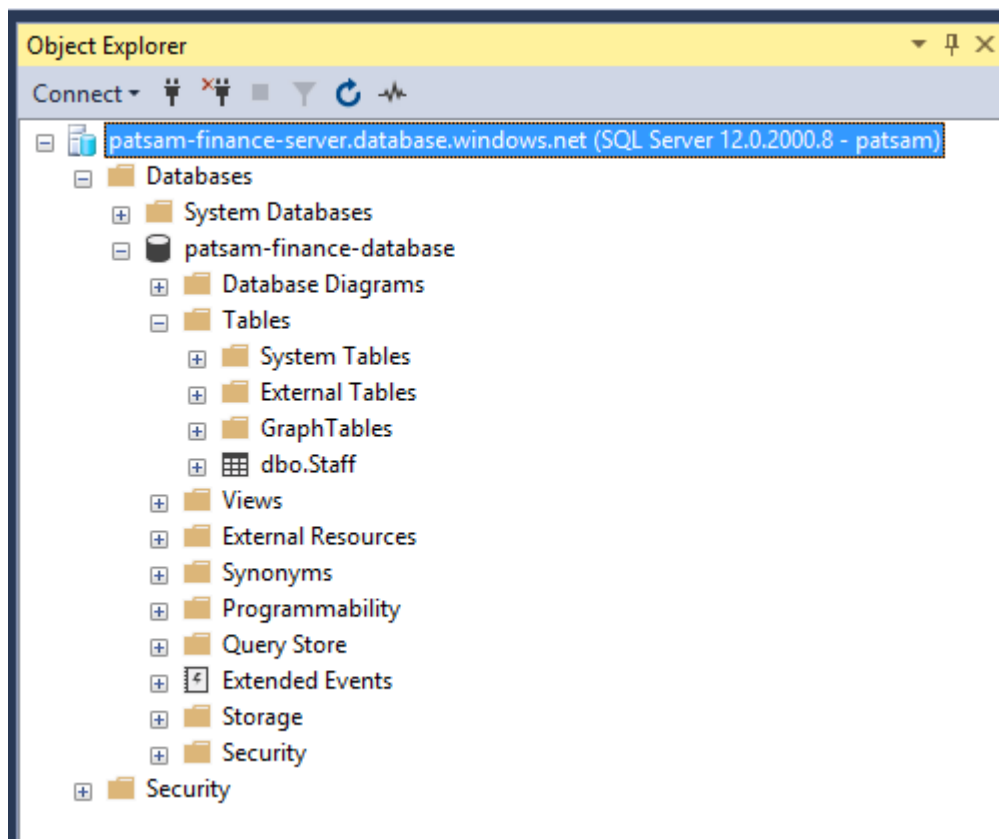 Object Explorer
Connect
patsam-finance-server.database.windows.net (SQL Server 12.0.2000.8 - patsam)
Databases
System Databases
patsam-finance-database
Database Diagrams
Tables
System Tables
External Tables
GraphTables
dbo.Staff
Views
External Resources
Synonyms
Programmability
Query Store
Extended Events
Storage
Security
Security